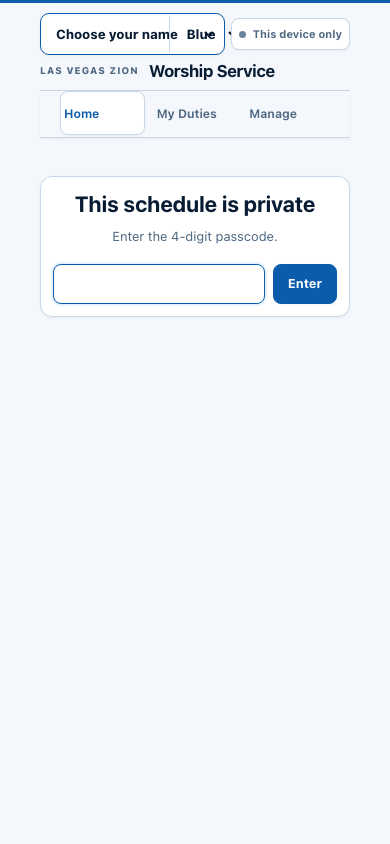 Choose your name Blue This device only
LAS VEGAS ZION Worship Service
Home My Duties Manage
This schedule is private
Enter the 4-digit passcode.
Enter